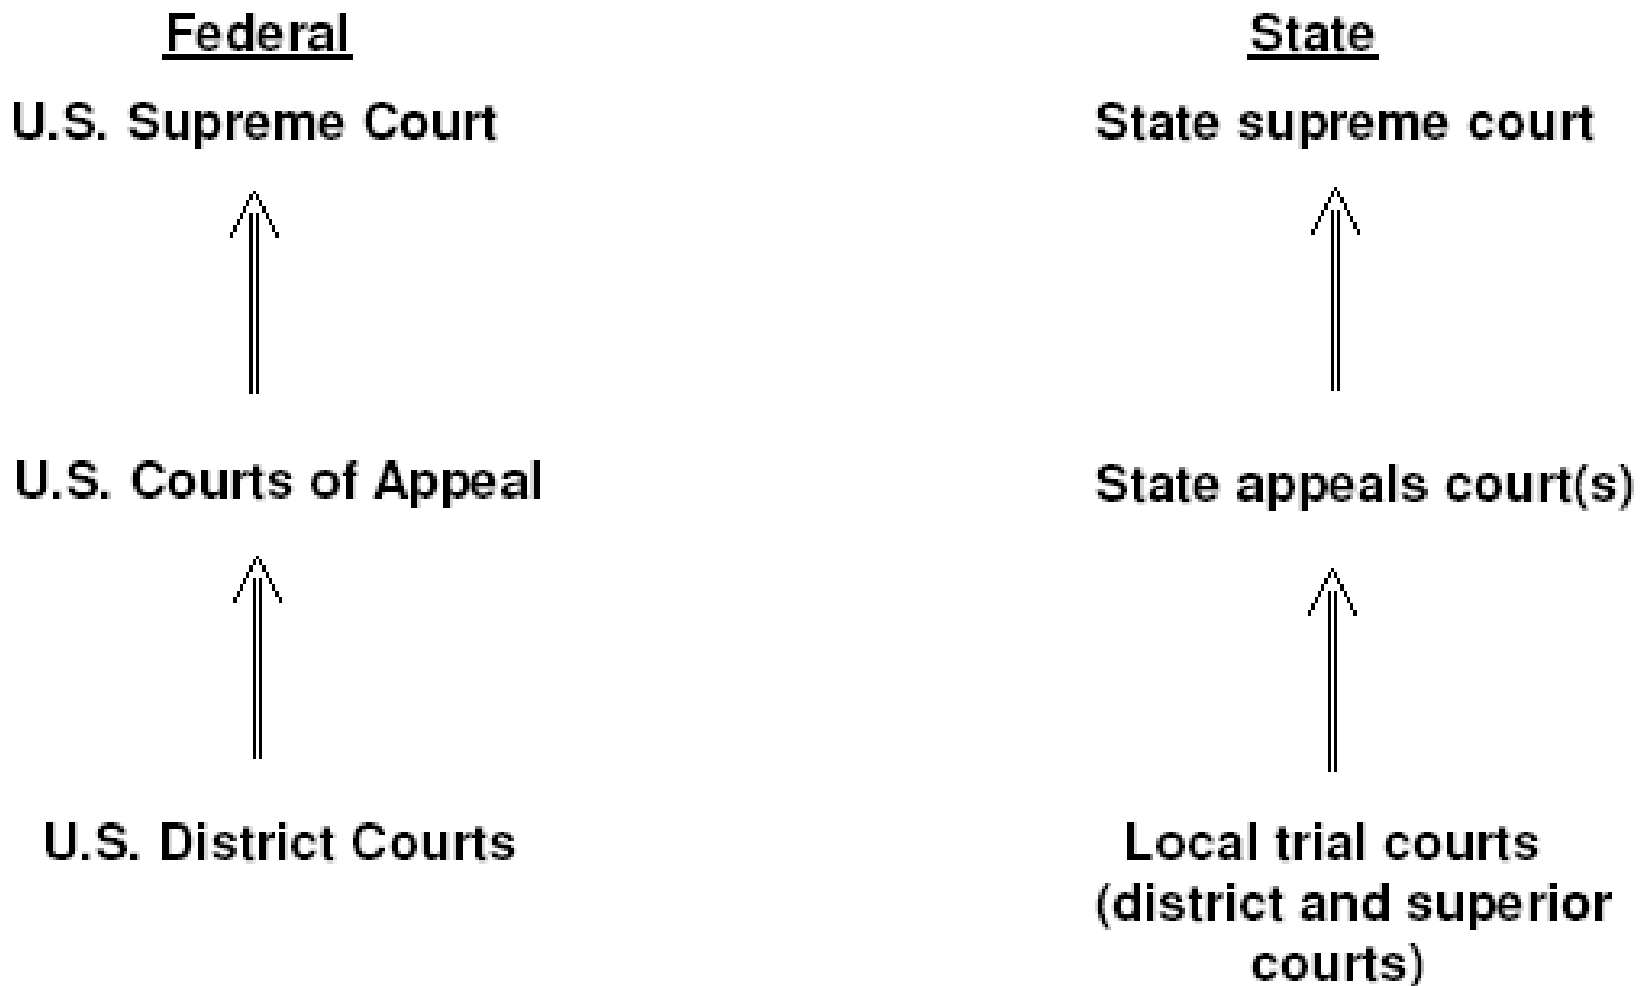 Federal
U.S. Supreme Court
U.S. Courts of Appeal
U.S. District Courts
State
State supreme court
State appeals court(s)
Local trial courts
(district and superior
courts)